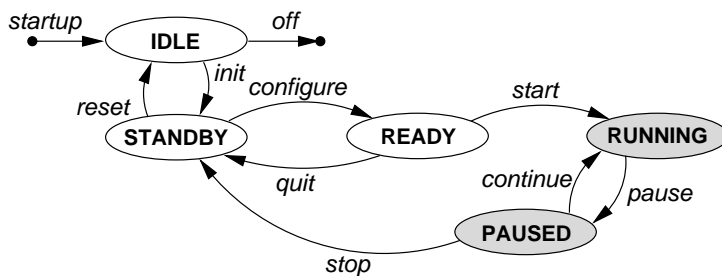 startup
IDLE
off
init
configure
reset
start
STANDBY
READY
RUNNING
quit
continue
pause
PAUSED
stop